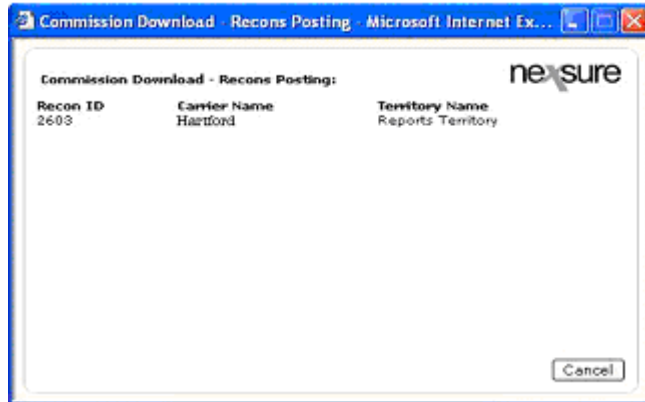 Commission Download - Recons Posting - Microsoft Internet Ex...
nexsure
Commission Download - Recons Posting:
Recon ID Carrier Name Territory Name
2603 Hartford Reports Territory
Cancel